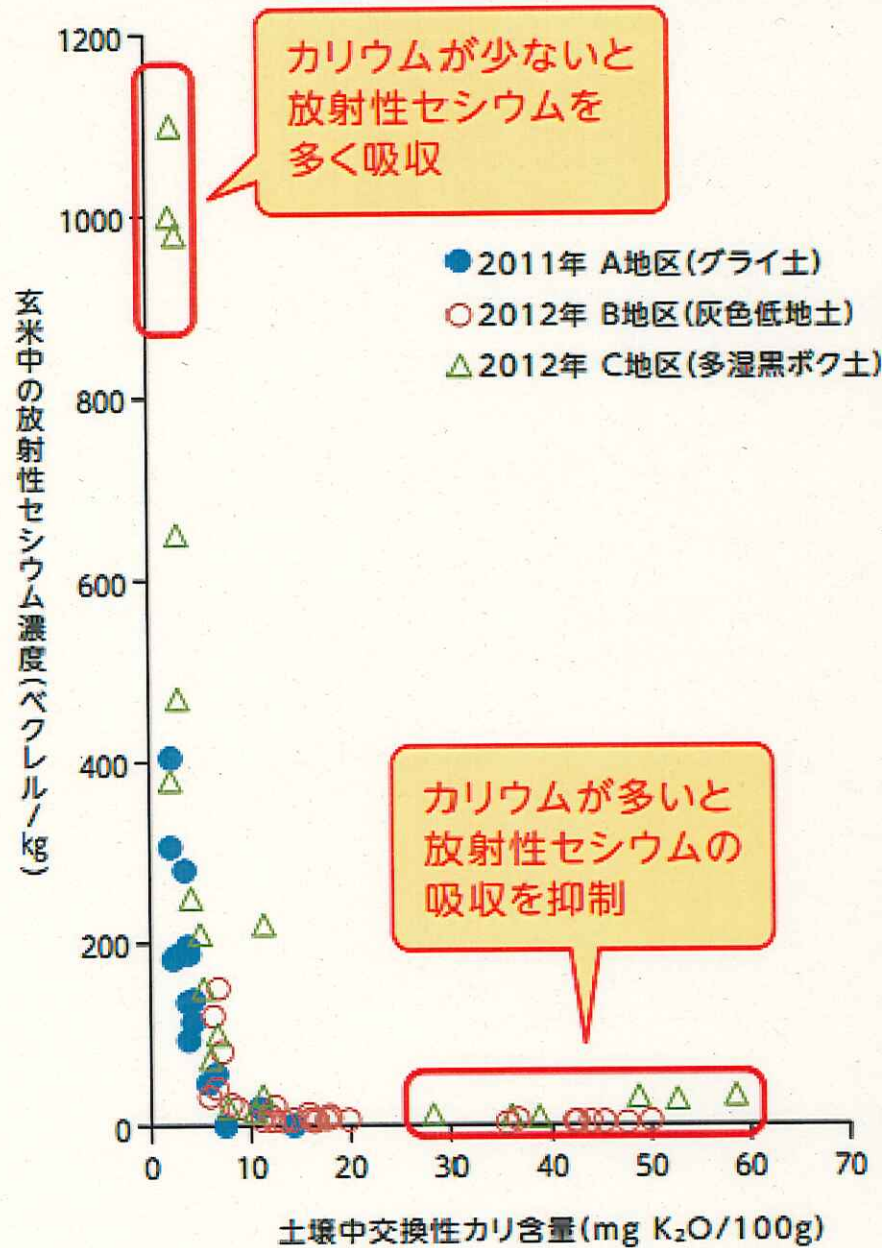 カリウムが少ないと
放射性セシウムを
多く吸収
2011年 A地区(グライ土)
2012年 B地区(灰色低地土)
2012年 C地区(多湿黒ボク土)
玄米中の放射性セシウム濃度(ベクレル/kg)
1200
1000
800
600
400
200
0
カリウムが多いと
放射性セシウムの
吸収を抑制
0 10 20 30 40 50 60 70
土壌中交換性カリ含量(mg K₂O/100g)